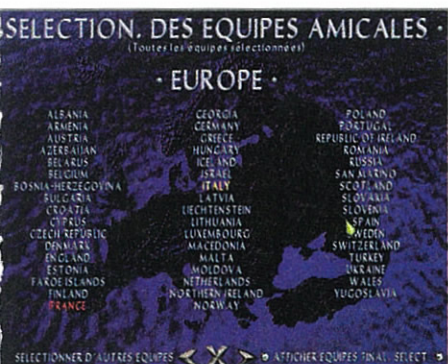 SELECTION. DES EQUIPES AMICALES ·
(Toutes les équipes sélectionnées)
· EUROPE ·
ALBANIA
ARMENIA
AUSTRIA
AZERBAIJAN
BELARUS
BELGIUM
BOSNIA-HERZEGOVINA
BULGARIA
CROATIA
CYPRUS
CZECH REPUBLIC
DENMARK
ENGLAND
ESTONIA
FAROE ISLANDS
FINLAND
FRANCE
GEORGIA
GERMANY
GREECE
HUNGARY
ICELAND
ISRAEL
ITALY
LATVIA
LIECHTENSTEIN
LITHUANIA
LUXEMBOURG
MACEDONIA
MALTA
MOLDOVA
NETHERLANDS
NORTHERN IRELAND
NORWAY
POLAND
PORTUGAL
REPUBLIC OF IRELAND
ROMANIA
RUSSIA
SAN MARINO
SCOTLAND
SLOVAKIA
SLOVENIA
SPAIN
SWEDEN
SWITZERLAND
TURKEY
UKRAINE
WALES
YUGOSLAVIA
SELECTIONNER D'AUTRES EQUIPES
AFFICHER EQUIPES FINAL. SELECT.